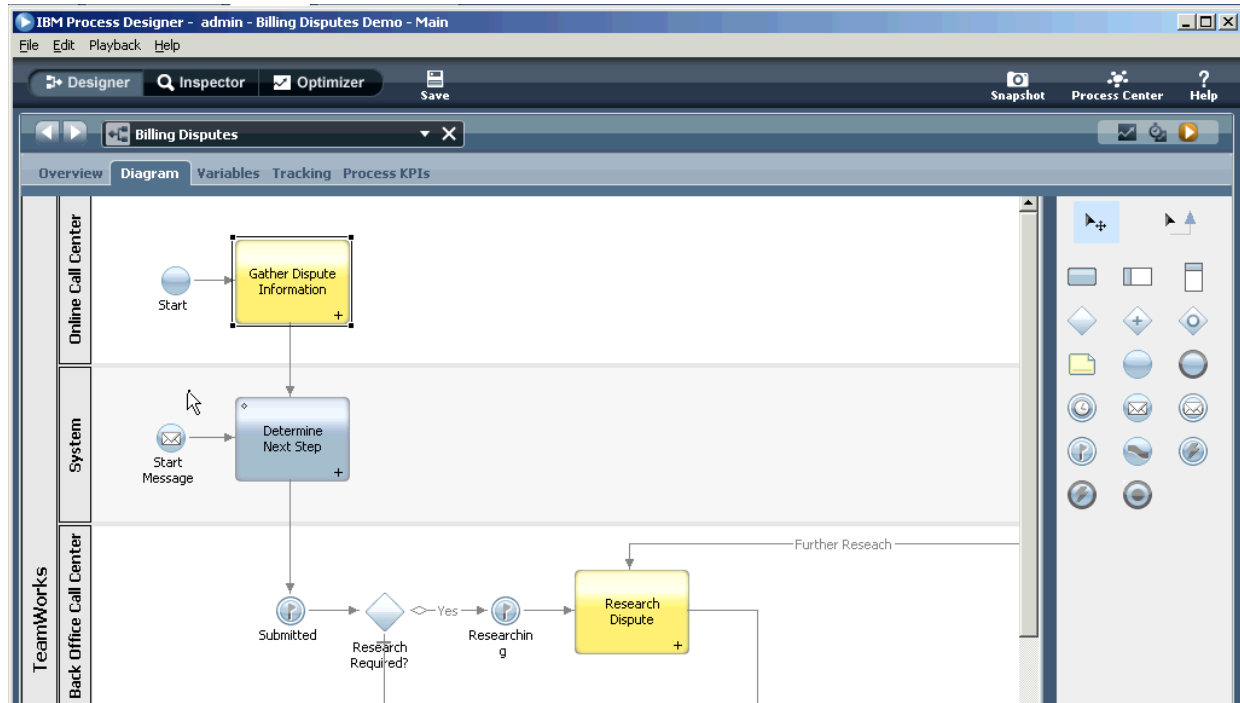 IBM Process Designer - admin - Billing Disputes Demo - Main
File Edit Playback Help
Designer Inspector Optimizer Save Snapshot Process Center Help
Billing Disputes
Overview Diagram Variables Tracking Process KPIs
TeamWorks
Online Call Center
Start
Gather Dispute
Information
System
Start
Message
Determine
Next Step
Back Office Call Center
Further Reseach
Submitted
Research
Required?
Yes
Researchin
g
Research
Dispute